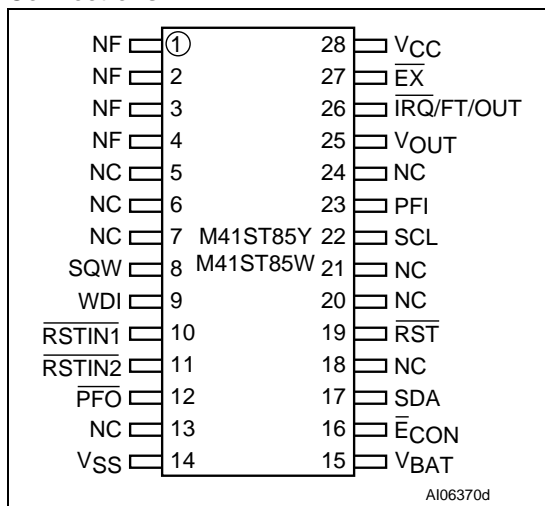 NF 1 28 VCC
NF 2 27 EX
NF 3 26 IRQ/FT/OUT
NF 4 25 VOUT
NC 5 24 NC
NC 6 23 PFI
NC 7 M41ST85Y 22 SCL
SQW 8 M41ST85W 21 NC
WDI 9 20 NC
RSTIN1 10 19 RST
RSTIN2 11 18 NC
PFO 12 17 SDA
NC 13 16 ECON
VSS 14 15 VBAT
AI06370d